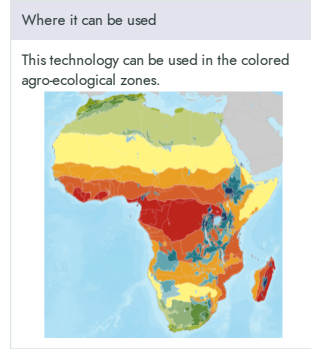 Where it can be used
This technology can be used in the colored
agro-ecological zones.